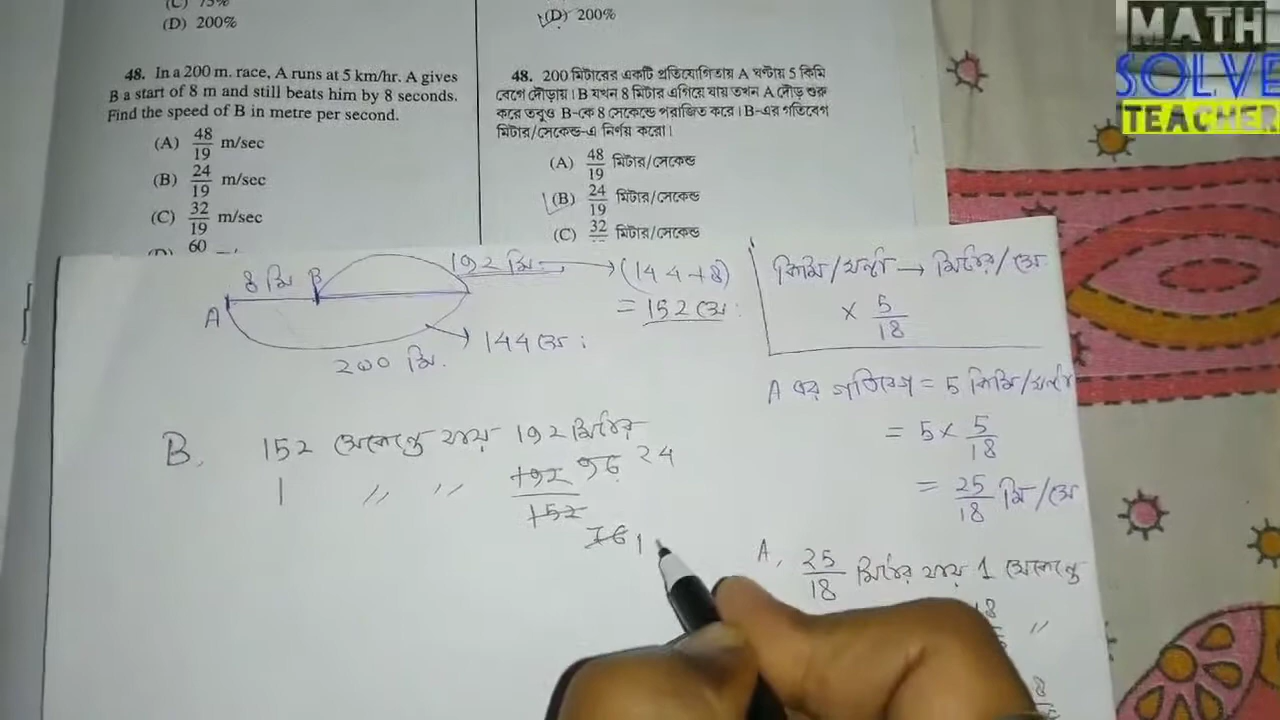 (C) 75%
(D) 200%
48. In a 200 m. race, A runs at 5 km/hr. A gives
B a start of 8 m and still beats him by 8 seconds.
Find the speed of B in metre per second.
(A) 48/19 m/sec
(B) 24/19 m/sec
(C) 32/19 m/sec
(D) 60
(D) 200%
48. 200 মিটারের একটি প্রতিযোগিতায় A ঘন্টায় 5 কিমি
বেগে দৌড়ায়। B যখন 8 মিটার এগিয়ে যায় তখন A দৌড় শুরু
করে তবুও B-কে 8 সেকেন্ডে পরাজিত করে। B-এর গতিবেগ
মিটার/সেকেন্ড-এ নির্ণয় করো।
(A) 48/19 মিটার/সেকেন্ড
(B) 24/19 মিটার/সেকেন্ড
(C) 32 মিটার/সেকেন্ড
MATH
SOLVE
TEACHER
8 মি B 192 মি. → (144+8)
= 152 সে:
A
200 মি. → 144 সে:
B, 152 সেকেন্ডে যায় 192 মিটার
1 〃 〃 192 96 24
152
76 1
কিমি/ঘন্টা → মিটার/সে
× 5/18
A এর গতিবেগ = 5 কিমি/ঘন্টা
= 5 × 5/18
= 25/18 মি/সে
A, 25/18 মিটার যায় 1 সেকেন্ডে
18 〃
8